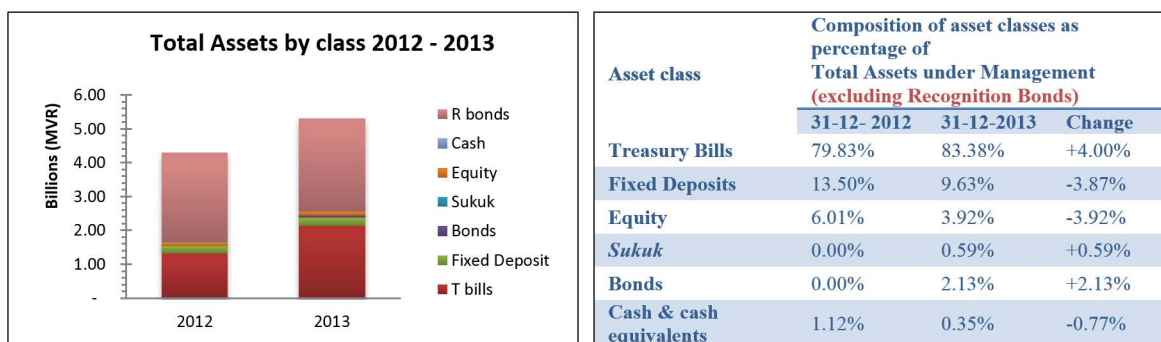 Total Assets by class 2012 - 2013
Billions (MVR)
6.00
5.00
4.00
3.00
2.00
1.00
-
2012 2013
R bonds
Cash
Equity
Sukuk
Bonds
Fixed Deposit
T bills
Asset class
Composition of asset classes as
percentage of
Total Assets under Management
(excluding Recognition Bonds)
31-12- 2012 31-12-2013 Change
Treasury Bills 79.83% 83.38% +4.00%
Fixed Deposits 13.50% 9.63% -3.87%
Equity 6.01% 3.92% -3.92%
Sukuk 0.00% 0.59% +0.59%
Bonds 0.00% 2.13% +2.13%
Cash & cash
equivalents 1.12% 0.35% -0.77%